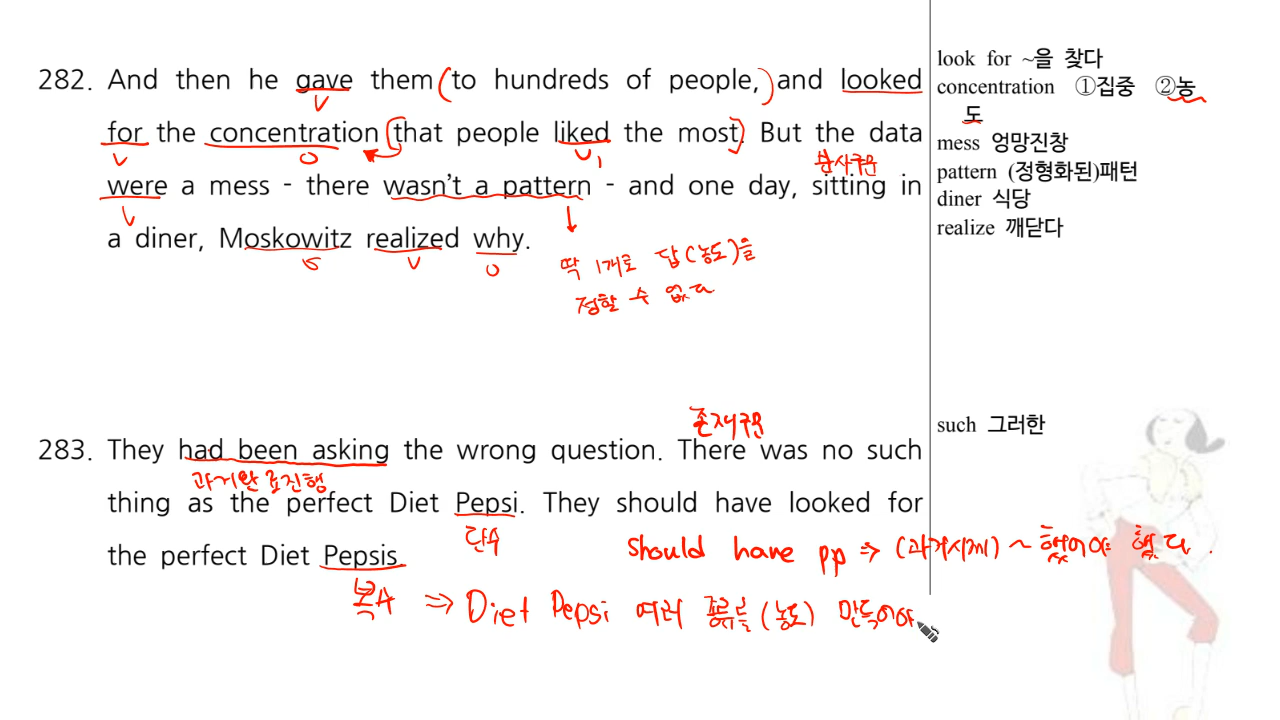 282. And then he gave them (to hundreds of people,) and looked
V
for the concentration (that people liked the most.) But the data
V O V1 분사구문
were a mess - there wasn't a pattern - and one day, sitting in
V
a diner, Moskowitz realized why.
S V O
딱 1개로 답(농도)을
정할 수 없다
존재구문
283. They had been asking the wrong question. There was no such
과거완료진행
thing as the perfect Diet Pepsi. They should have looked for
단수
the perfect Diet Pepsis.
should have pp ⇒ (과거시제) ~ 했어야 했다.
복수 ⇒ Diet Pepsi 여러 종류를 (농도) 만들어야
look for ~을 찾다
concentration ①집중 ②농
도
mess 엉망진창
pattern (정형화된)패턴
diner 식당
realize 깨닫다
such 그러한